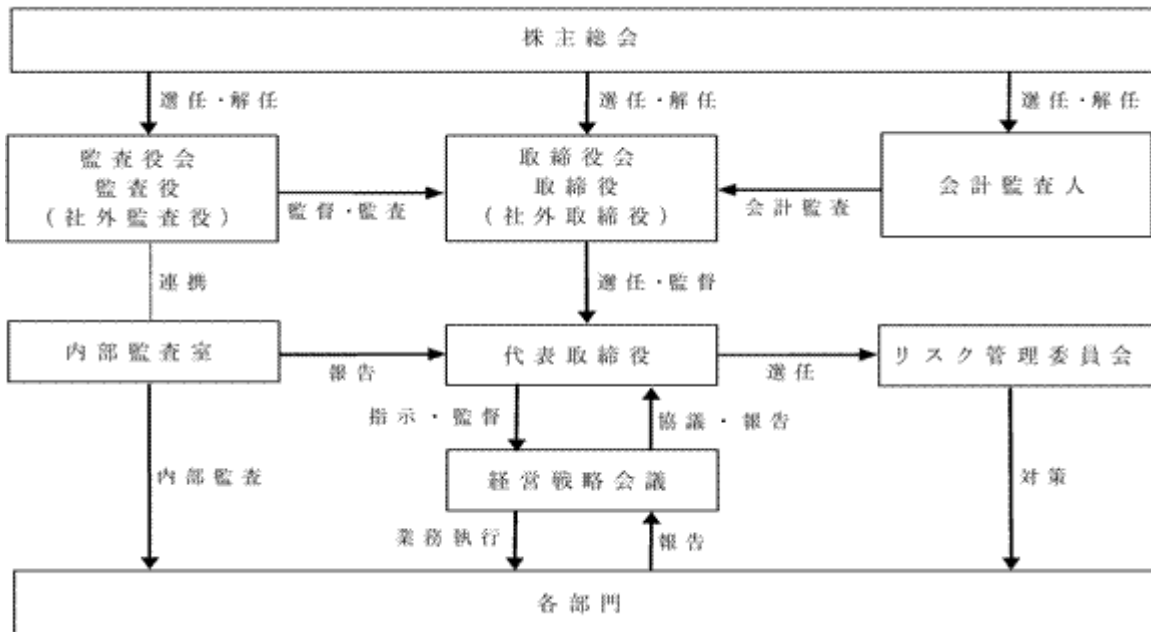 株主総会
選任・解任
選任・解任
選任・解任
監査役会
監査役
(社外監査役)
監督・監査
取締役会
取締役
(社外取締役)
会計監査
会計監査人
連携
選任・監督
内部監査室
報告
代表取締役
選任
リスク管理委員会
指示・監督
協議・報告
内部監査
経営戦略会議
対策
業務執行
報告
各部門